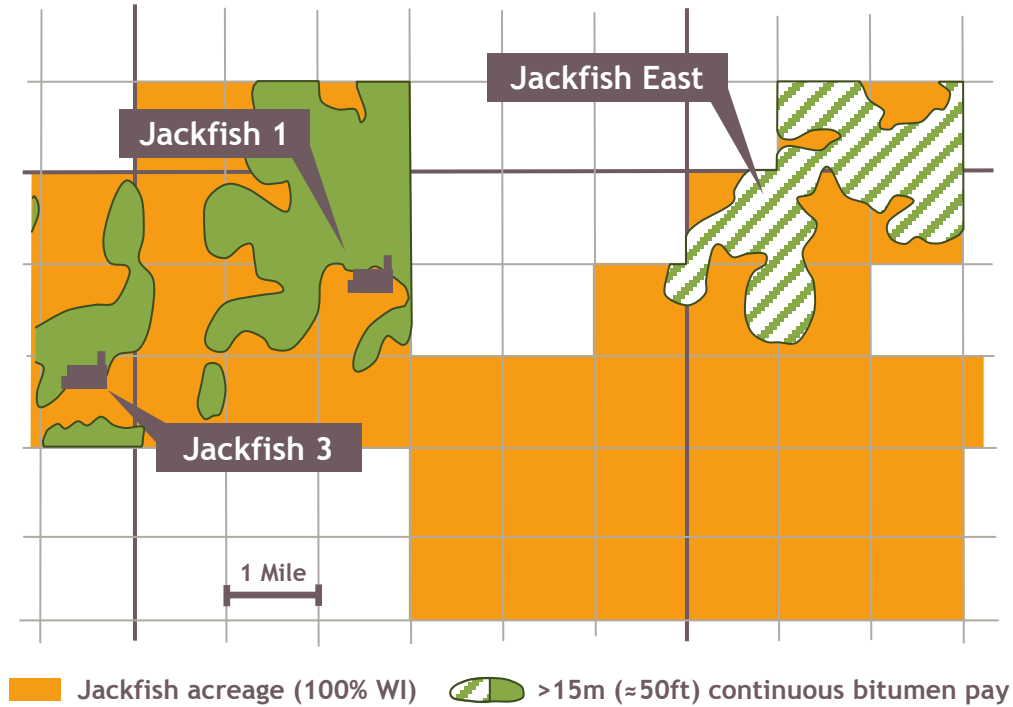 Jackfish East
Jackfish 1
Jackfish 3
1 Mile
Jackfish acreage (100% WI)
>15m (≈50ft) continuous bitumen pay